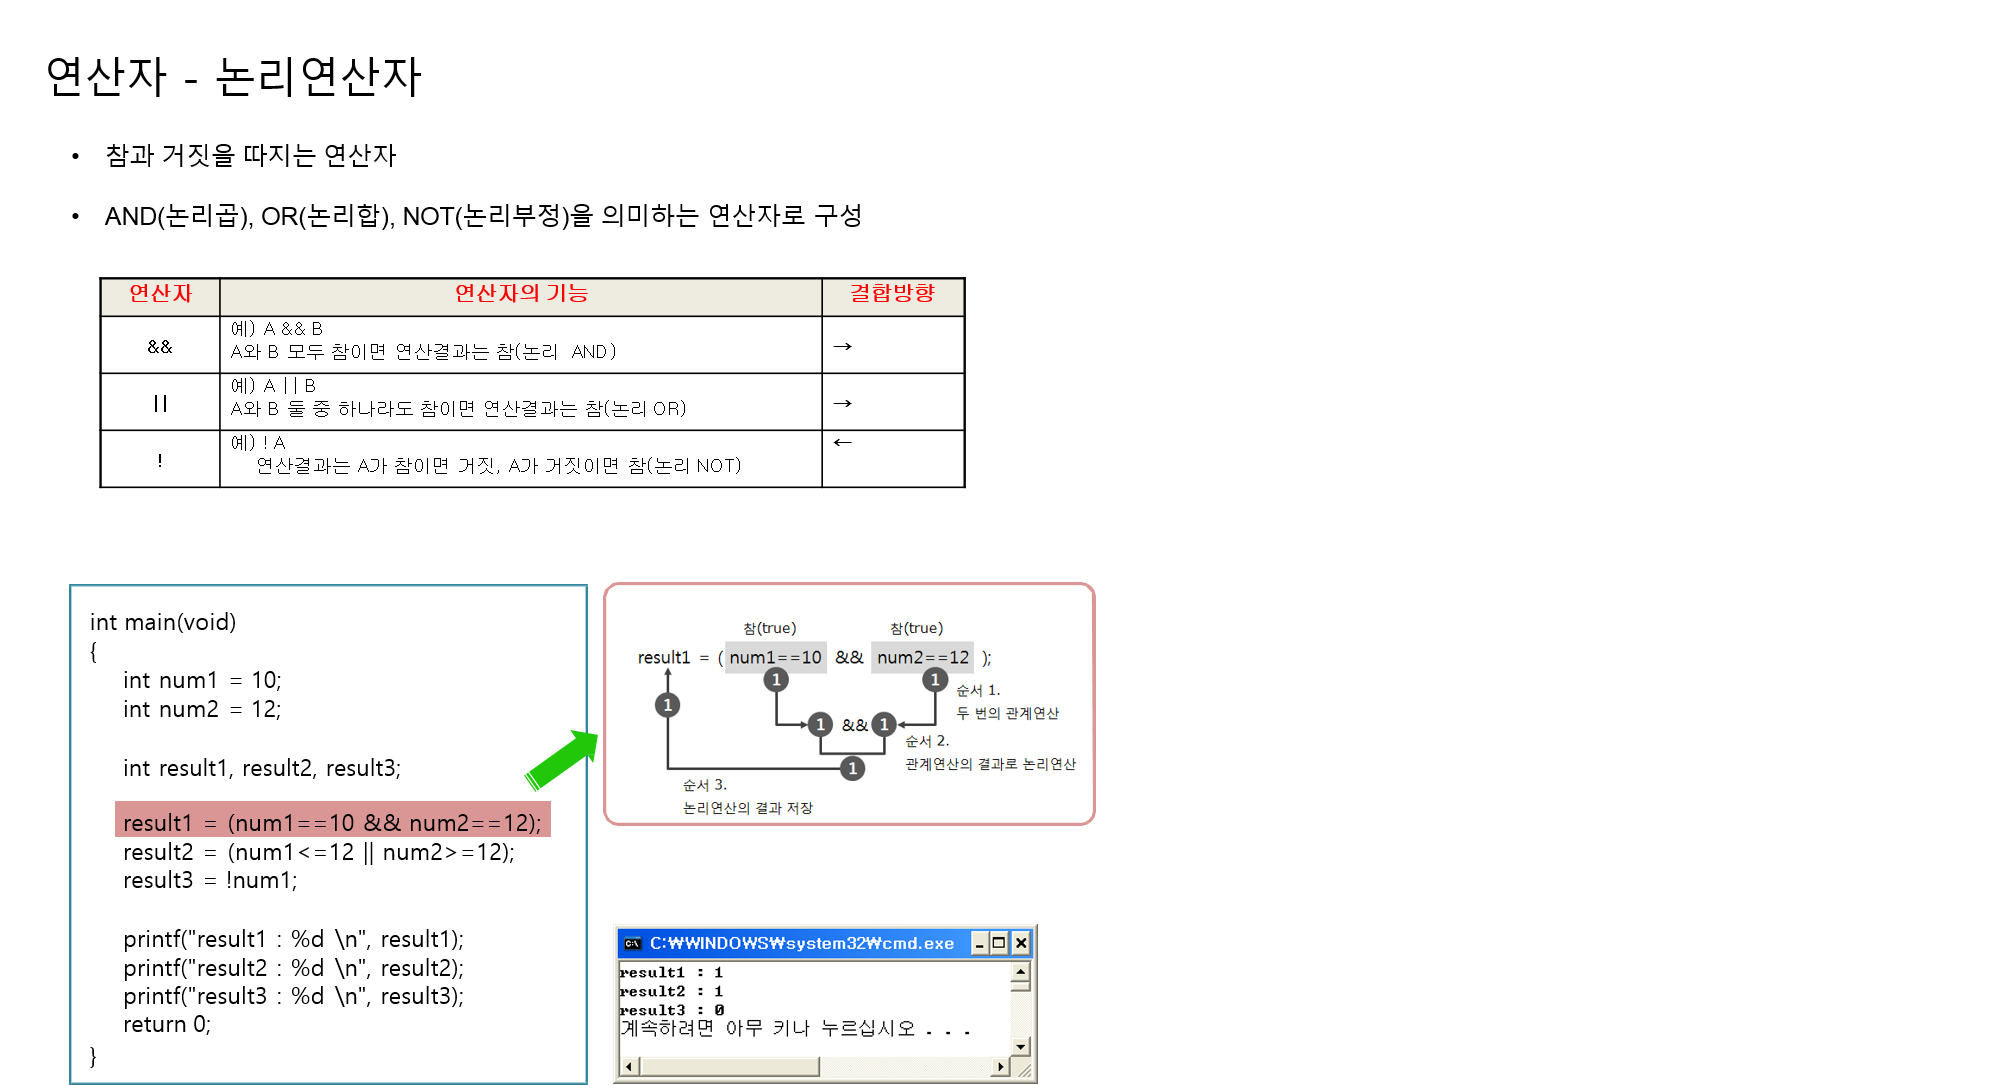 연산자 - 논리연산자
• 참과 거짓을 따지는 연산자
• AND(논리곱), OR(논리합), NOT(논리부정)을 의미하는 연산자로 구성
연산자 연산자의 기능 결합방향
&& 예) A && B
A와 B 모두 참이면 연산결과는 참(논리 AND) →
|| 예) A || B
A와 B 둘 중 하나라도 참이면 연산결과는 참(논리 OR) →
! 예) ! A ←
연산결과는 A가 참이면 거짓, A가 거짓이면 참(논리 NOT)
int main(void)
{
int num1 = 10;
int num2 = 12;
int result1, result2, result3;
result1 = (num1==10 && num2==12);
result2 = (num1<=12 || num2>=12);
result3 = !num1;
printf("result1 : %d \n", result1);
printf("result2 : %d \n", result2);
printf("result3 : %d \n", result3);
return 0;
}
참(true) 참(true)
result1 = ( num1==10 && num2==12 );
1 1
순서 1.
두 번의 관계연산
1
1 && 1
순서 2.
관계연산의 결과로 논리연산
1
순서 3.
논리연산의 결과 저장
C:₩WINDOWS₩system32₩cmd.exe
result1 : 1
result2 : 1
result3 : 0
계속하려면 아무 키나 누르십시오 . . .